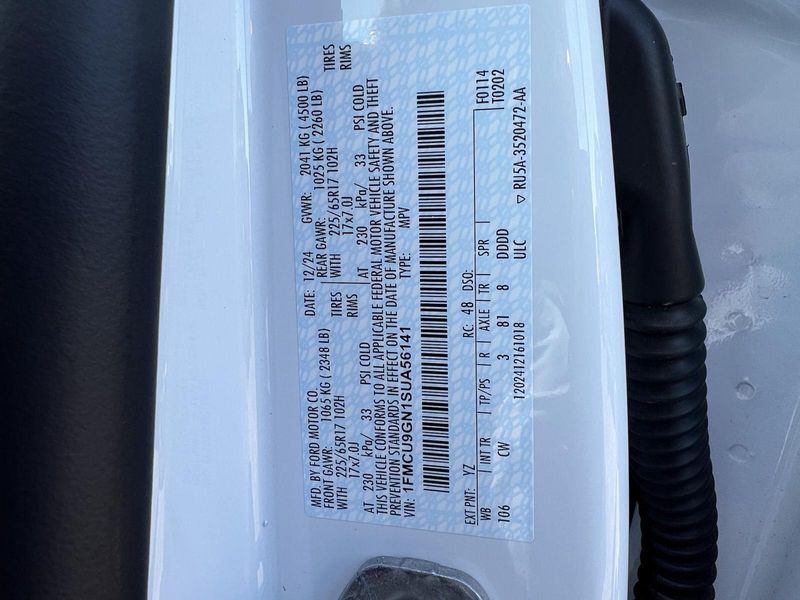 MFD. BY FORD MOTOR CO. DATE: 12/24 GVWR: 2041 KG ( 4500 LB)
FRONT GAWR: 1065 KG ( 2348 LB) REAR GAWR: 1025 KG ( 2260 LB)
WITH 225/65R17 102H TIRES WITH 225/65R17 102H TIRES
17x7.0J RIMS 17x7.0J RIMS
AT 230 kPa/ 33 PSI COLD AT 230 kPa/ 33 PSI COLD
THIS VEHICLE CONFORMS TO ALL APPLICABLE FEDERAL MOTOR VEHICLE SAFETY AND THEFT
PREVENTION STANDARDS IN EFFECT ON THE DATE OF MANUFACTURE SHOWN ABOVE.
VIN: 1FMCU9GN1SUA56141 TYPE: MPV
F0114
T0202
EXT PNT: YZ RC: 48 DSO:
WB INT TR TP/PS R AXLE TR SPR
106 CW 3 81 8 DDDD
ULC
1202412161018 ▽ RU5A-3520472-AA